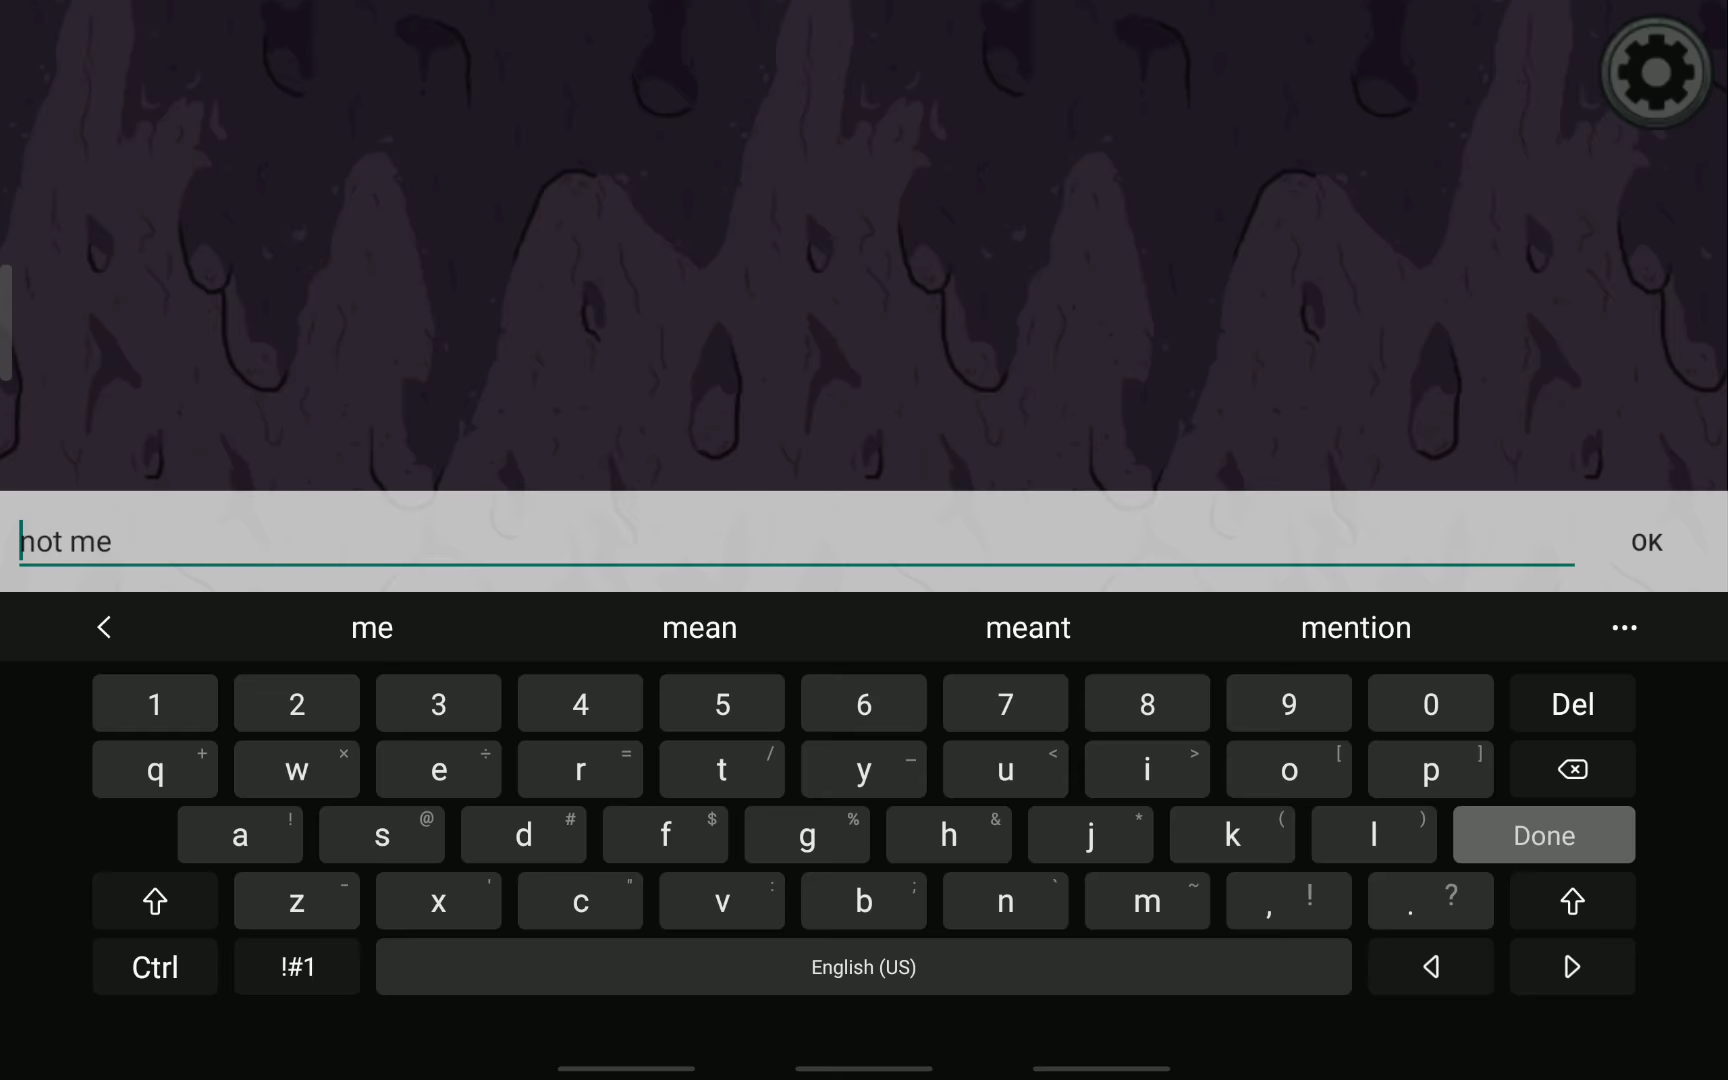 not me
OK
me mean meant mention ...
1 2 3 4 5 6 7 8 9 0 Del
q + w × e ÷ r = t / y _ u < i > o [ p ]
a ! s @ d # f $ g % h & j * k ( l ) Done
z - x ' c " v : b ; n ` m ~ , ! . ?
Ctrl !#1 English (US)